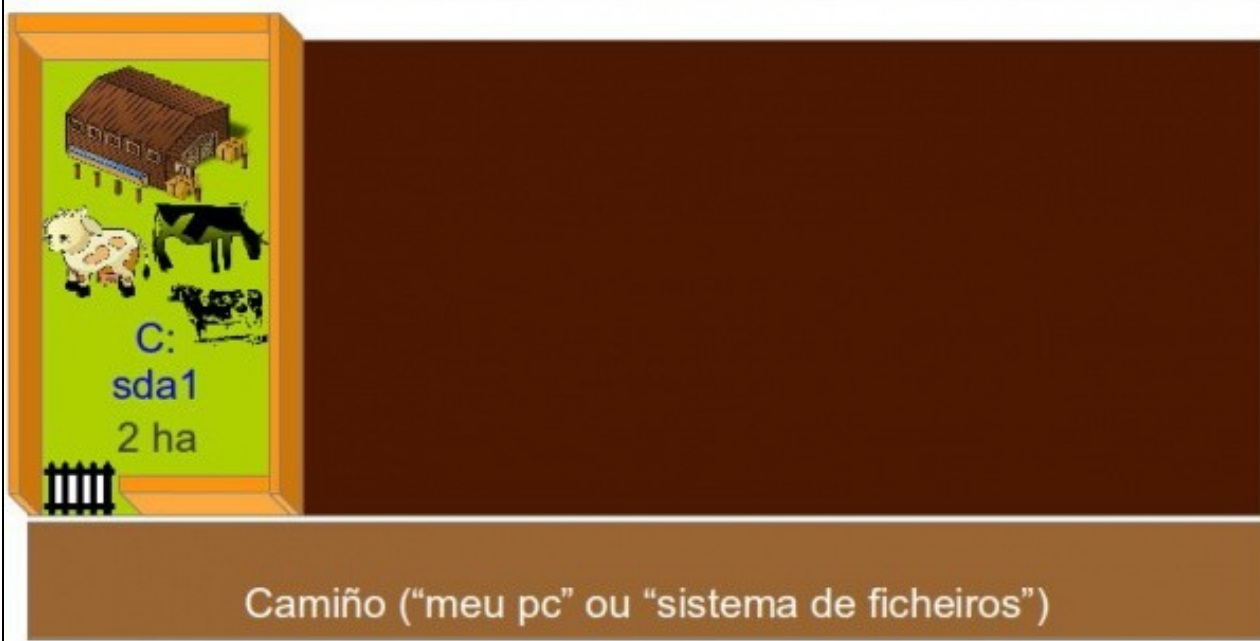 C:
sda1
2 ha
Camiño (“meu pc” ou “sistema de ficheiros”)